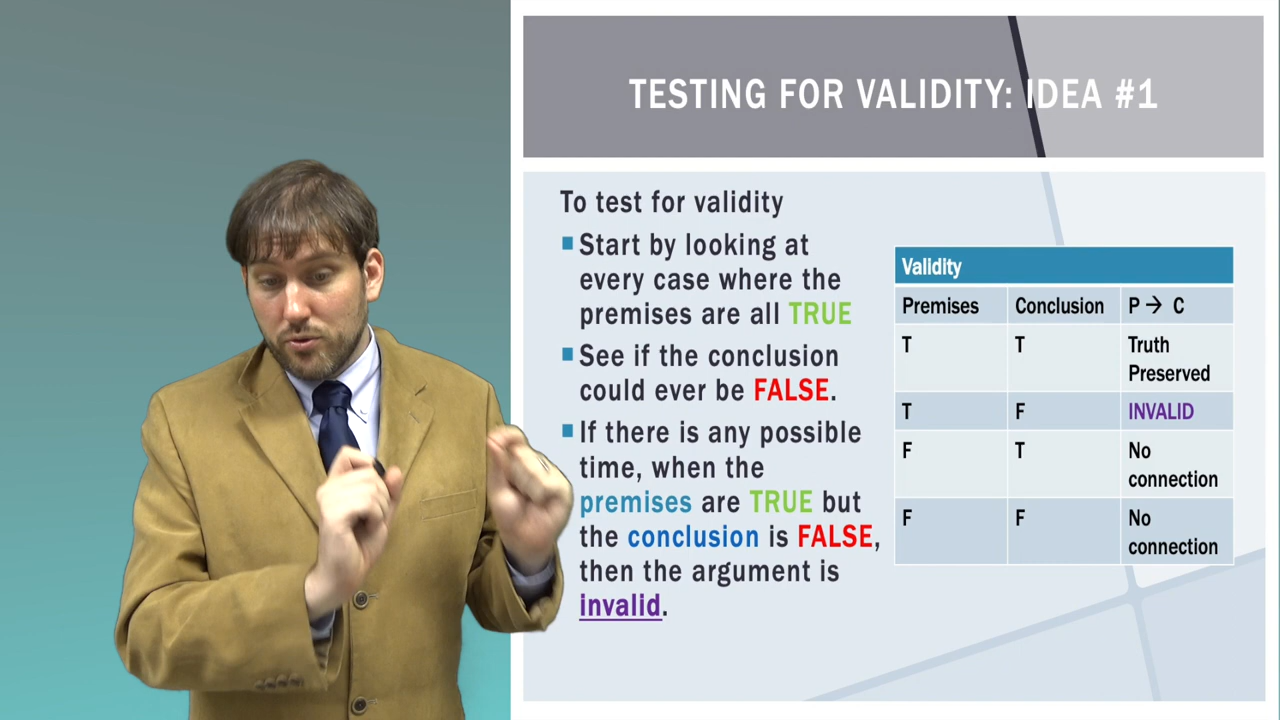 TESTING FOR VALIDITY: IDEA #1
To test for validity
Start by looking at
every case where the
premises are all TRUE
See if the conclusion
could ever be FALSE.
If there is any possible
time, when the
premises are TRUE but
the conclusion is FALSE,
then the argument is
invalid.
Validity
Premises Conclusion P → C
T T Truth
Preserved
T F INVALID
F T No
connection
F F No
connection